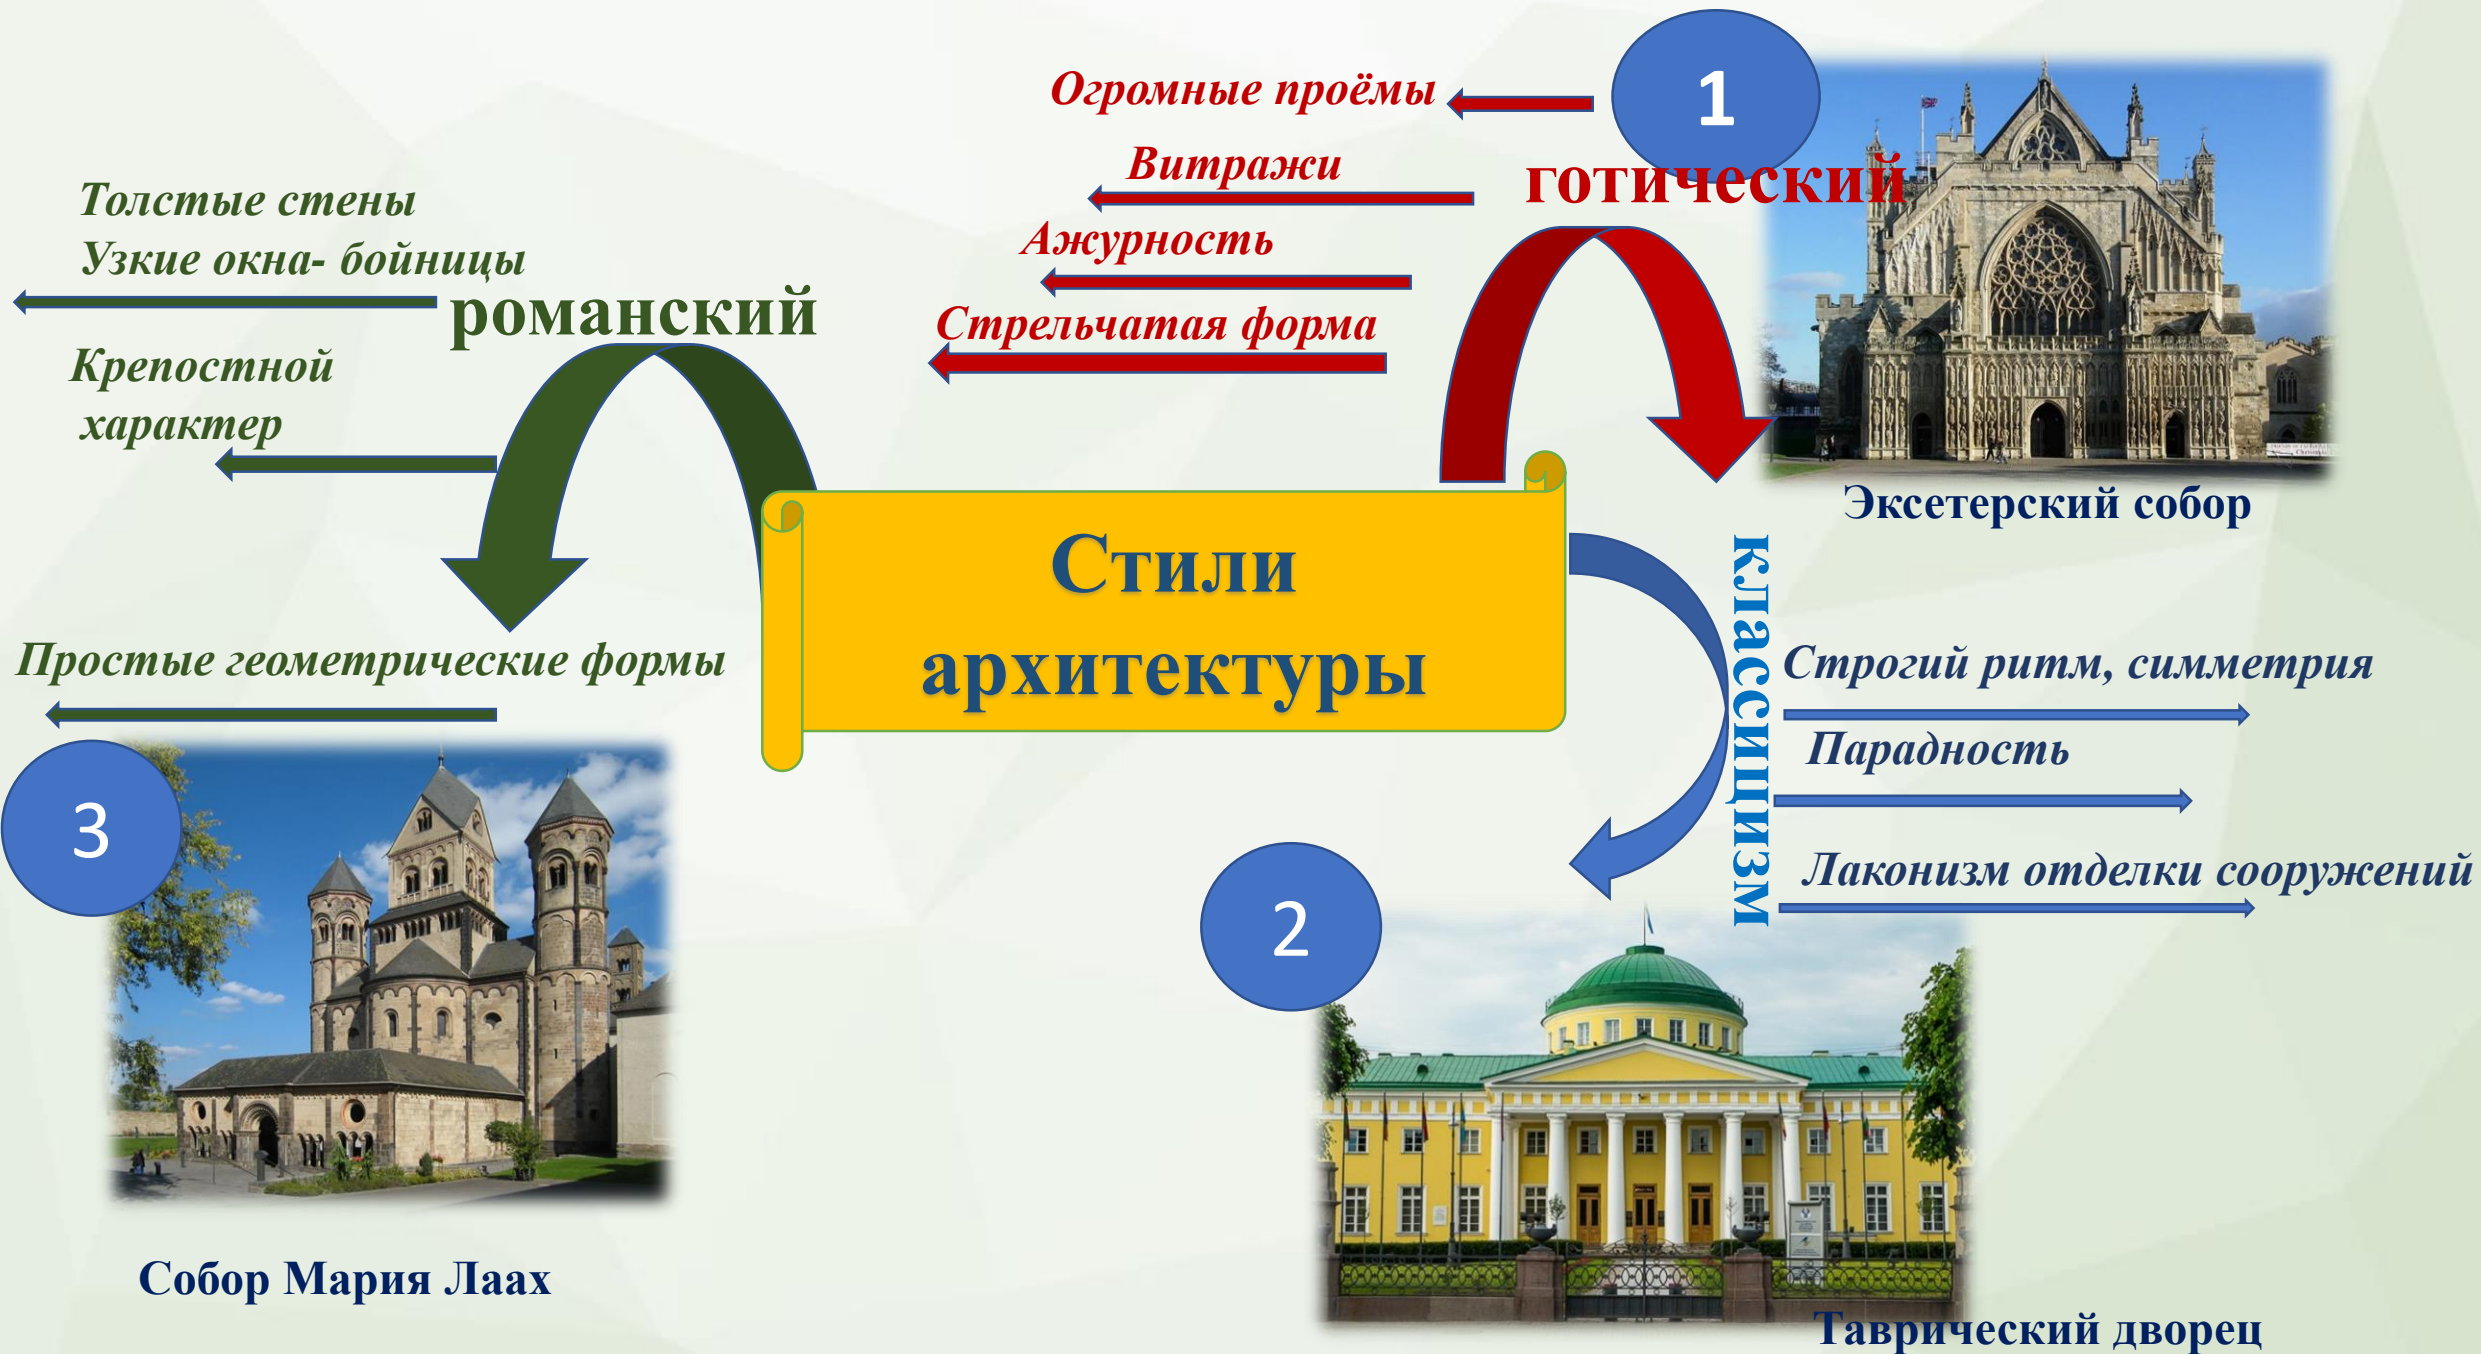 1
Огромные проёмы
Витражи
готический
Ажурность
Стрельчатая форма
Эксетерский собор
Толстые стены
Узкие окна- бойницы
романский
Крепостной
характер
Простые геометрические формы
3
Собор Мария Лаах
Стили
архитектуры
классицизм
Строгий ритм, симметрия
Парадность
Лаконизм отделки сооружений
2
Таврический дворец